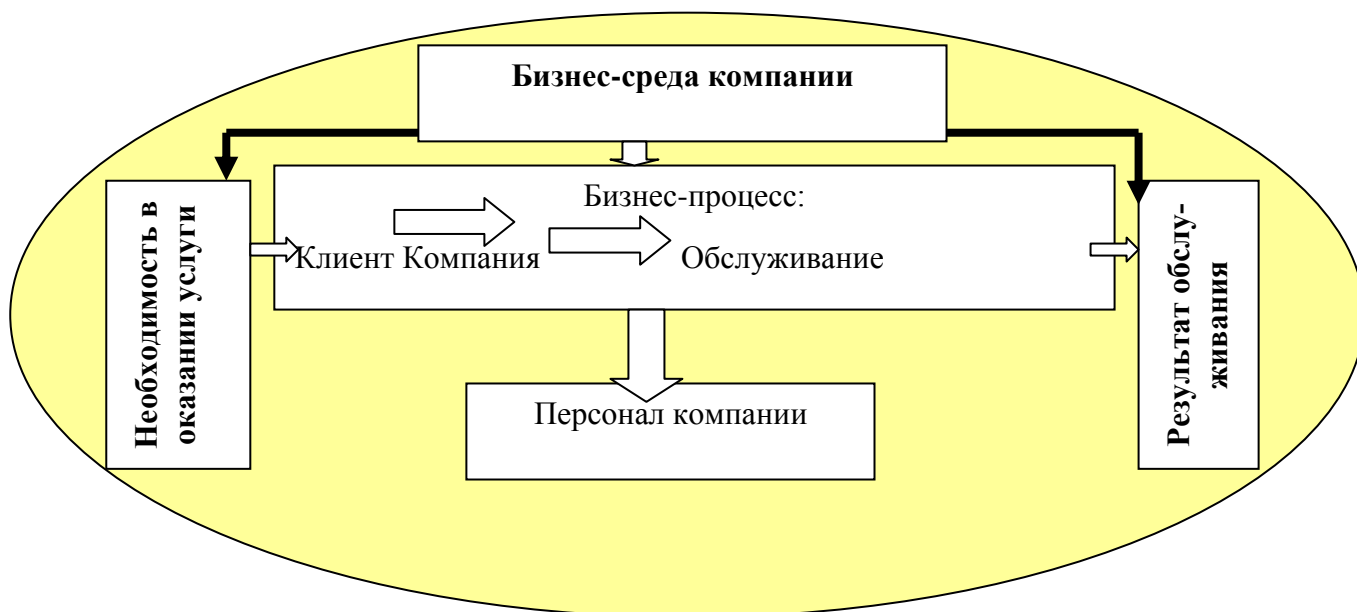 Бизнес-среда компании
Необходимость в
оказании услуги
Бизнес-процесс:
Клиент Компания Обслуживание
Результат обслу-
живания
Персонал компании